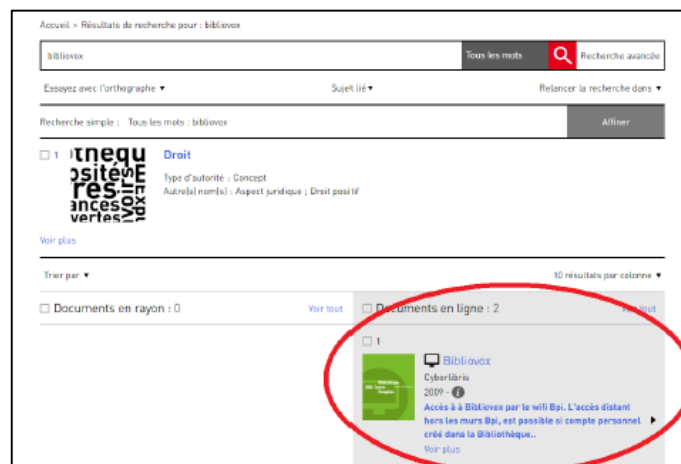 Accueil > Résultats de recherche pour : bibliovox
bibliovox
Tous les mots
Recherche avancée
Essayez avec l'orthographe ▼
Sujet lié ▼
Relancer la recherche dans ▼
Recherche simple : Tous les mots : bibliovox
Affiner
1
Droit
Type d'autorité : Concept
Autre(s) nom(s) : Aspect juridique ; Droit positif
Voir plus
Trier par ▼
10 résultats par colonne ▼
Documents en rayon : 0
Voir tout
Documents en ligne : 2
Voir tout
1
Bibliovox
Cyberlibris
2009 -
Accès à à Bibliovox par le wifi Bpi. L'accès distant
hors les murs Bpi, est possible si compte personnel
créé dans la Bibliothèque..
Voir plus